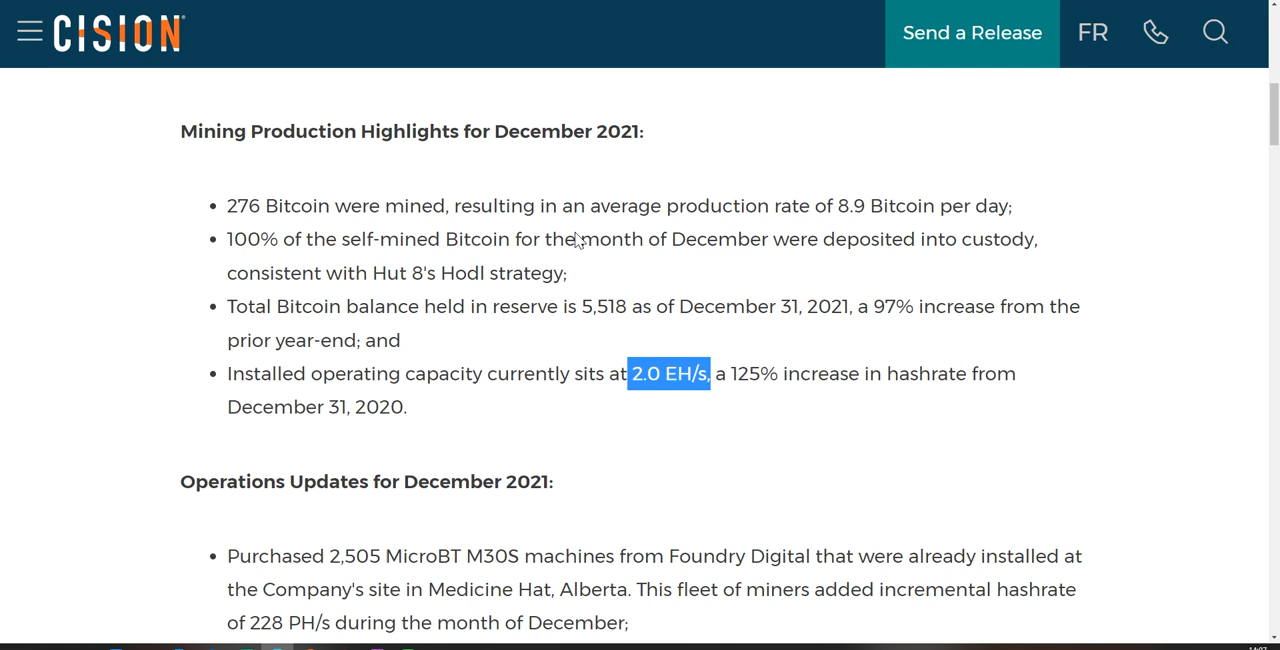 CISION®
Send a Release
FR
Mining Production Highlights for December 2021:
• 276 Bitcoin were mined, resulting in an average production rate of 8.9 Bitcoin per day;
• 100% of the self-mined Bitcoin for the month of December were deposited into custody,
consistent with Hut 8's Hodl strategy;
• Total Bitcoin balance held in reserve is 5,518 as of December 31, 2021, a 97% increase from the
prior year-end; and
• Installed operating capacity currently sits at 2.0 EH/s, a 125% increase in hashrate from
December 31, 2020.
Operations Updates for December 2021:
• Purchased 2,505 MicroBT M30S machines from Foundry Digital that were already installed at
the Company's site in Medicine Hat, Alberta. This fleet of miners added incremental hashrate
of 228 PH/s during the month of December;